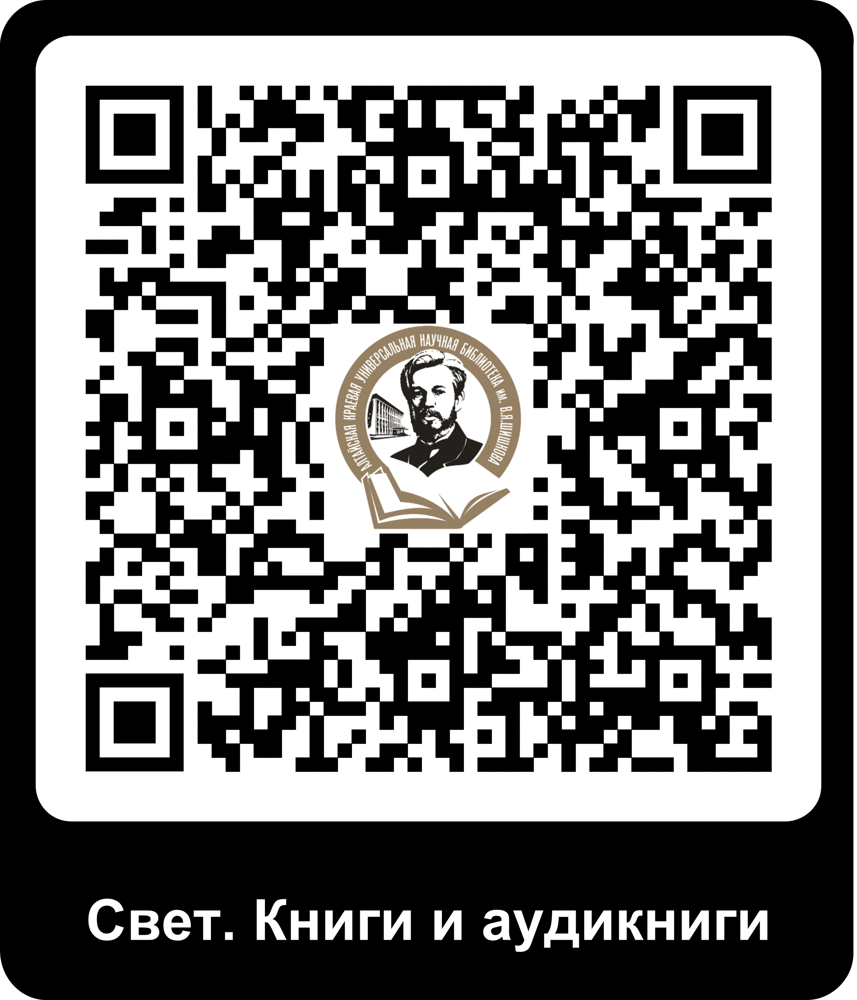 АЛТАЙСКАЯ КРАЕВАЯ УНИВЕРСАЛЬНАЯ НАУЧНАЯ БИБЛИОТЕКА им. В.Я.ШИШКОВА
Свет. Книги и аудикниги